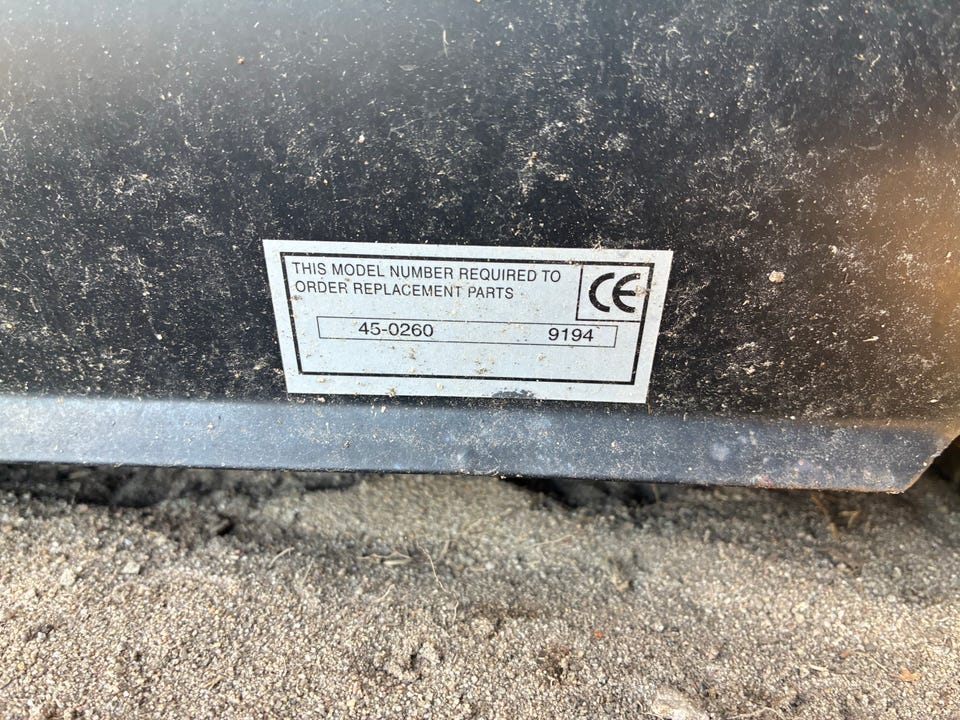 THIS MODEL NUMBER REQUIRED TO
ORDER REPLACEMENT PARTS
CE
45-0260 9194